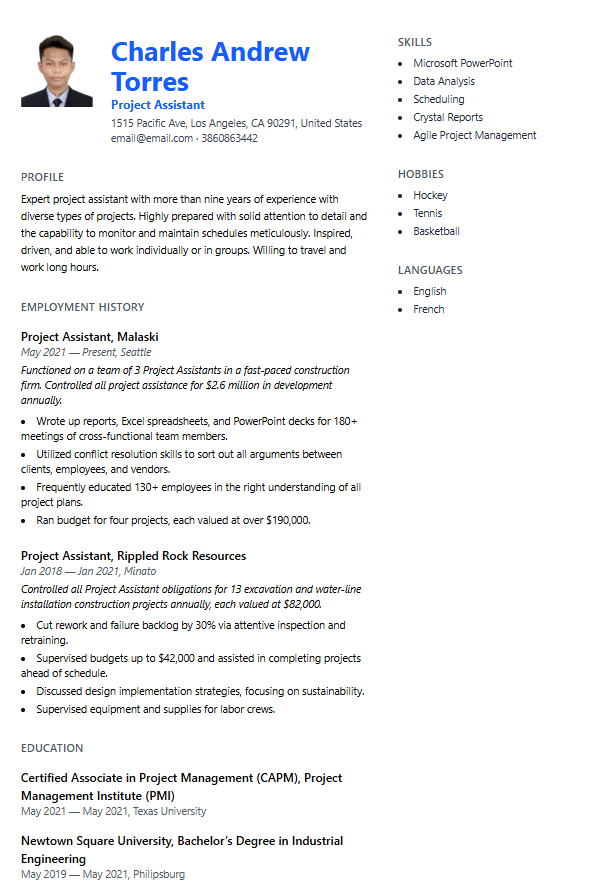 Charles Andrew
Torres
Project Assistant
1515 Pacific Ave, Los Angeles, CA 90291, United States
email@email.com · 3860863442
PROFILE
Expert project assistant with more than nine years of experience with
diverse types of projects. Highly prepared with solid attention to detail and
the capability to monitor and maintain schedules meticulously. Inspired,
driven, and able to work individually or in groups. Willing to travel and
work long hours.
EMPLOYMENT HISTORY
Project Assistant, Malaski
May 2021 — Present, Seattle
Functioned on a team of 3 Project Assistants in a fast-paced construction
firm. Controlled all project assistance for $2.6 million in development
annually.
• Wrote up reports, Excel spreadsheets, and PowerPoint decks for 180+
meetings of cross-functional team members.
• Utilized conflict resolution skills to sort out all arguments between
clients, employees, and vendors.
• Frequently educated 130+ employees in the right understanding of all
project plans.
• Ran budget for four projects, each valued at over $190,000.
Project Assistant, Rippled Rock Resources
Jan 2018 — Jan 2021, Minato
Controlled all Project Assistant obligations for 13 excavation and water-line
installation construction projects annually, each valued at $82,000.
• Cut rework and failure backlog by 30% via attentive inspection and
retraining.
• Supervised budgets up to $42,000 and assisted in completing projects
ahead of schedule.
• Discussed design implementation strategies, focusing on sustainability.
• Supervised equipment and supplies for labor crews.
EDUCATION
Certified Associate in Project Management (CAPM), Project
Management Institute (PMI)
May 2021 — May 2021, Texas University
Newtown Square University, Bachelor’s Degree in Industrial
Engineering
May 2019 — May 2021, Philipsburg
SKILLS
• Microsoft PowerPoint
• Data Analysis
• Scheduling
• Crystal Reports
• Agile Project Management
HOBBIES
• Hockey
• Tennis
• Basketball
LANGUAGES
• English
• French